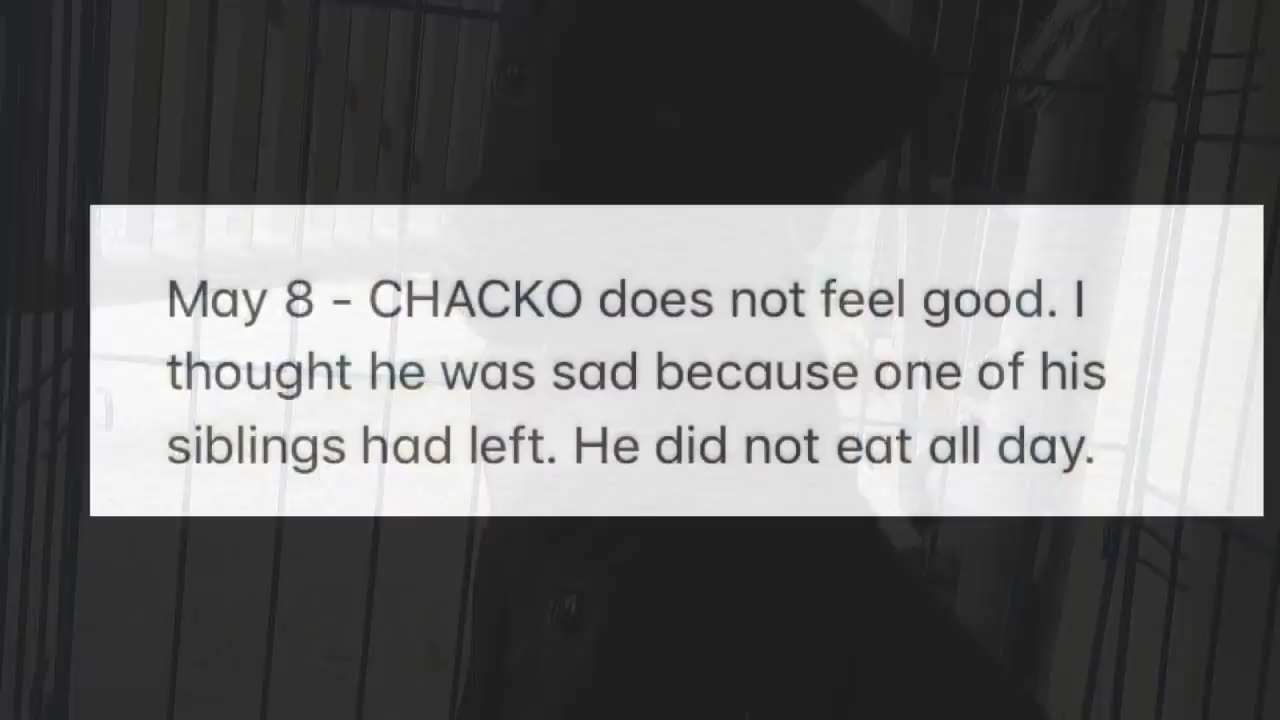 May 8 - CHACKO does not feel good. I
thought he was sad because one of his
siblings had left. He did not eat all day.